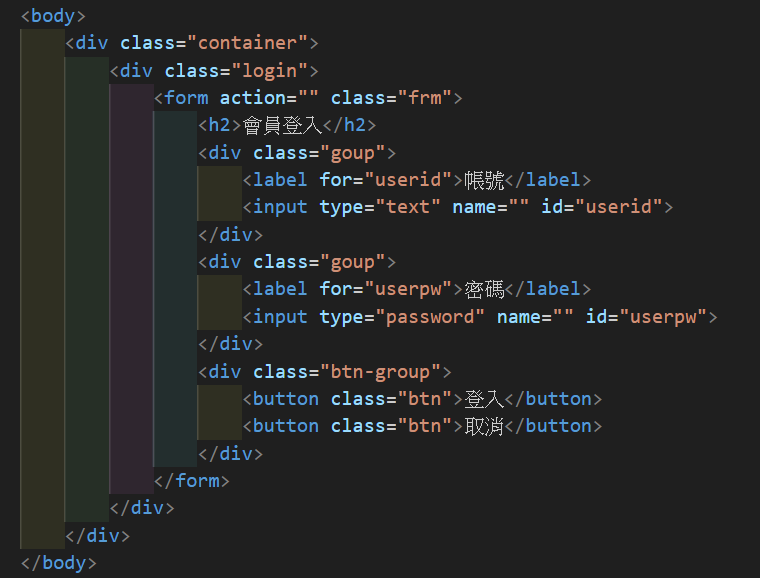 <body>
<div class="container">
<div class="login">
<form action="" class="frm">
<h2>會員登入</h2>
<div class="goup">
<label for="userid">帳號</label>
<input type="text" name="" id="userid">
</div>
<div class="goup">
<label for="userpw">密碼</label>
<input type="password" name="" id="userpw">
</div>
<div class="btn-group">
<button class="btn">登入</button>
<button class="btn">取消</button>
</div>
</form>
</div>
</div>
</body>